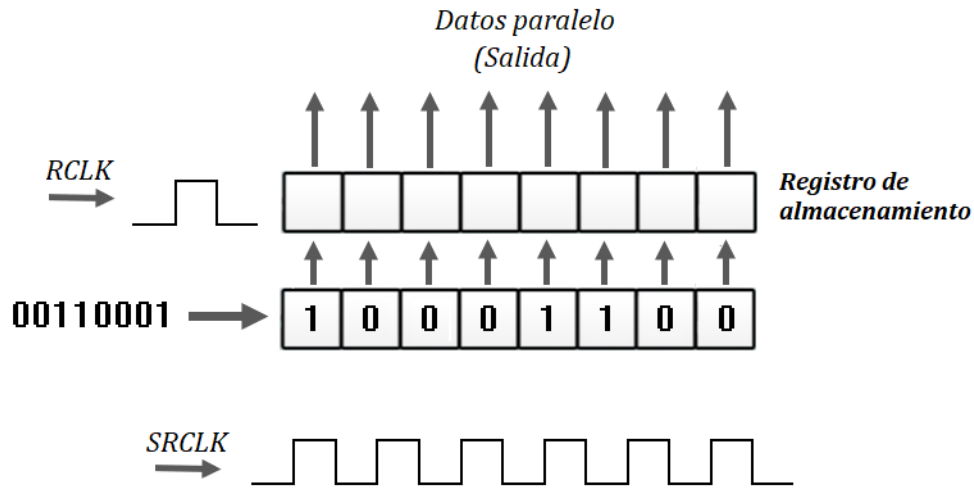 Datos paralelo
(Salida)
RCLK
Registro de
almacenamiento
00110001
1 0 0 0 1 1 0 0
SRCLK